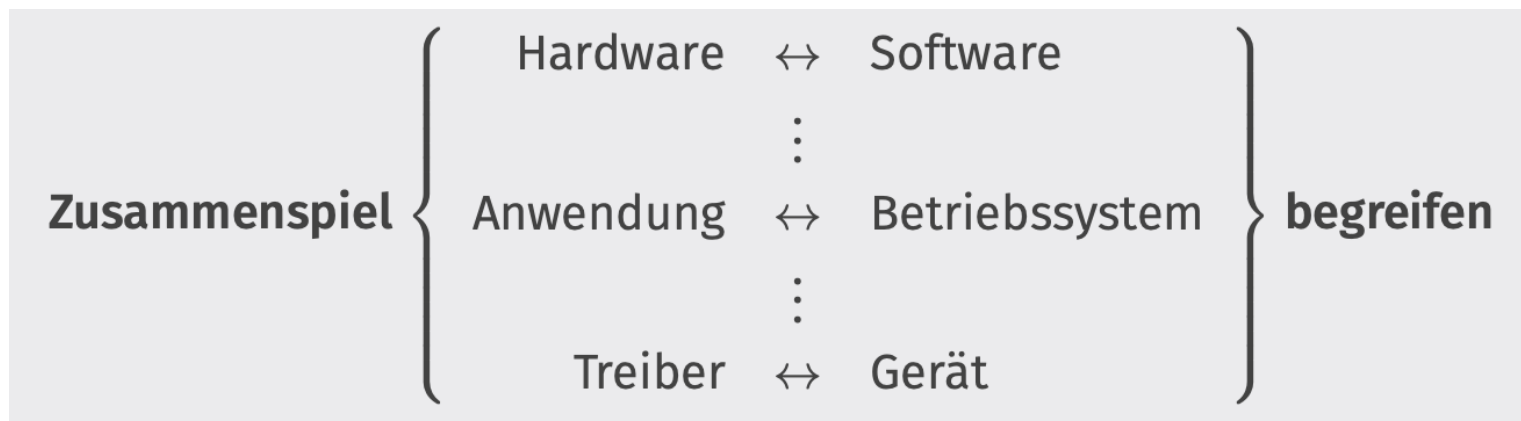 Hardware ↔ Software
⋮
Zusammenspiel { Anwendung ↔ Betriebssystem } begreifen
⋮
Treiber ↔ Gerät